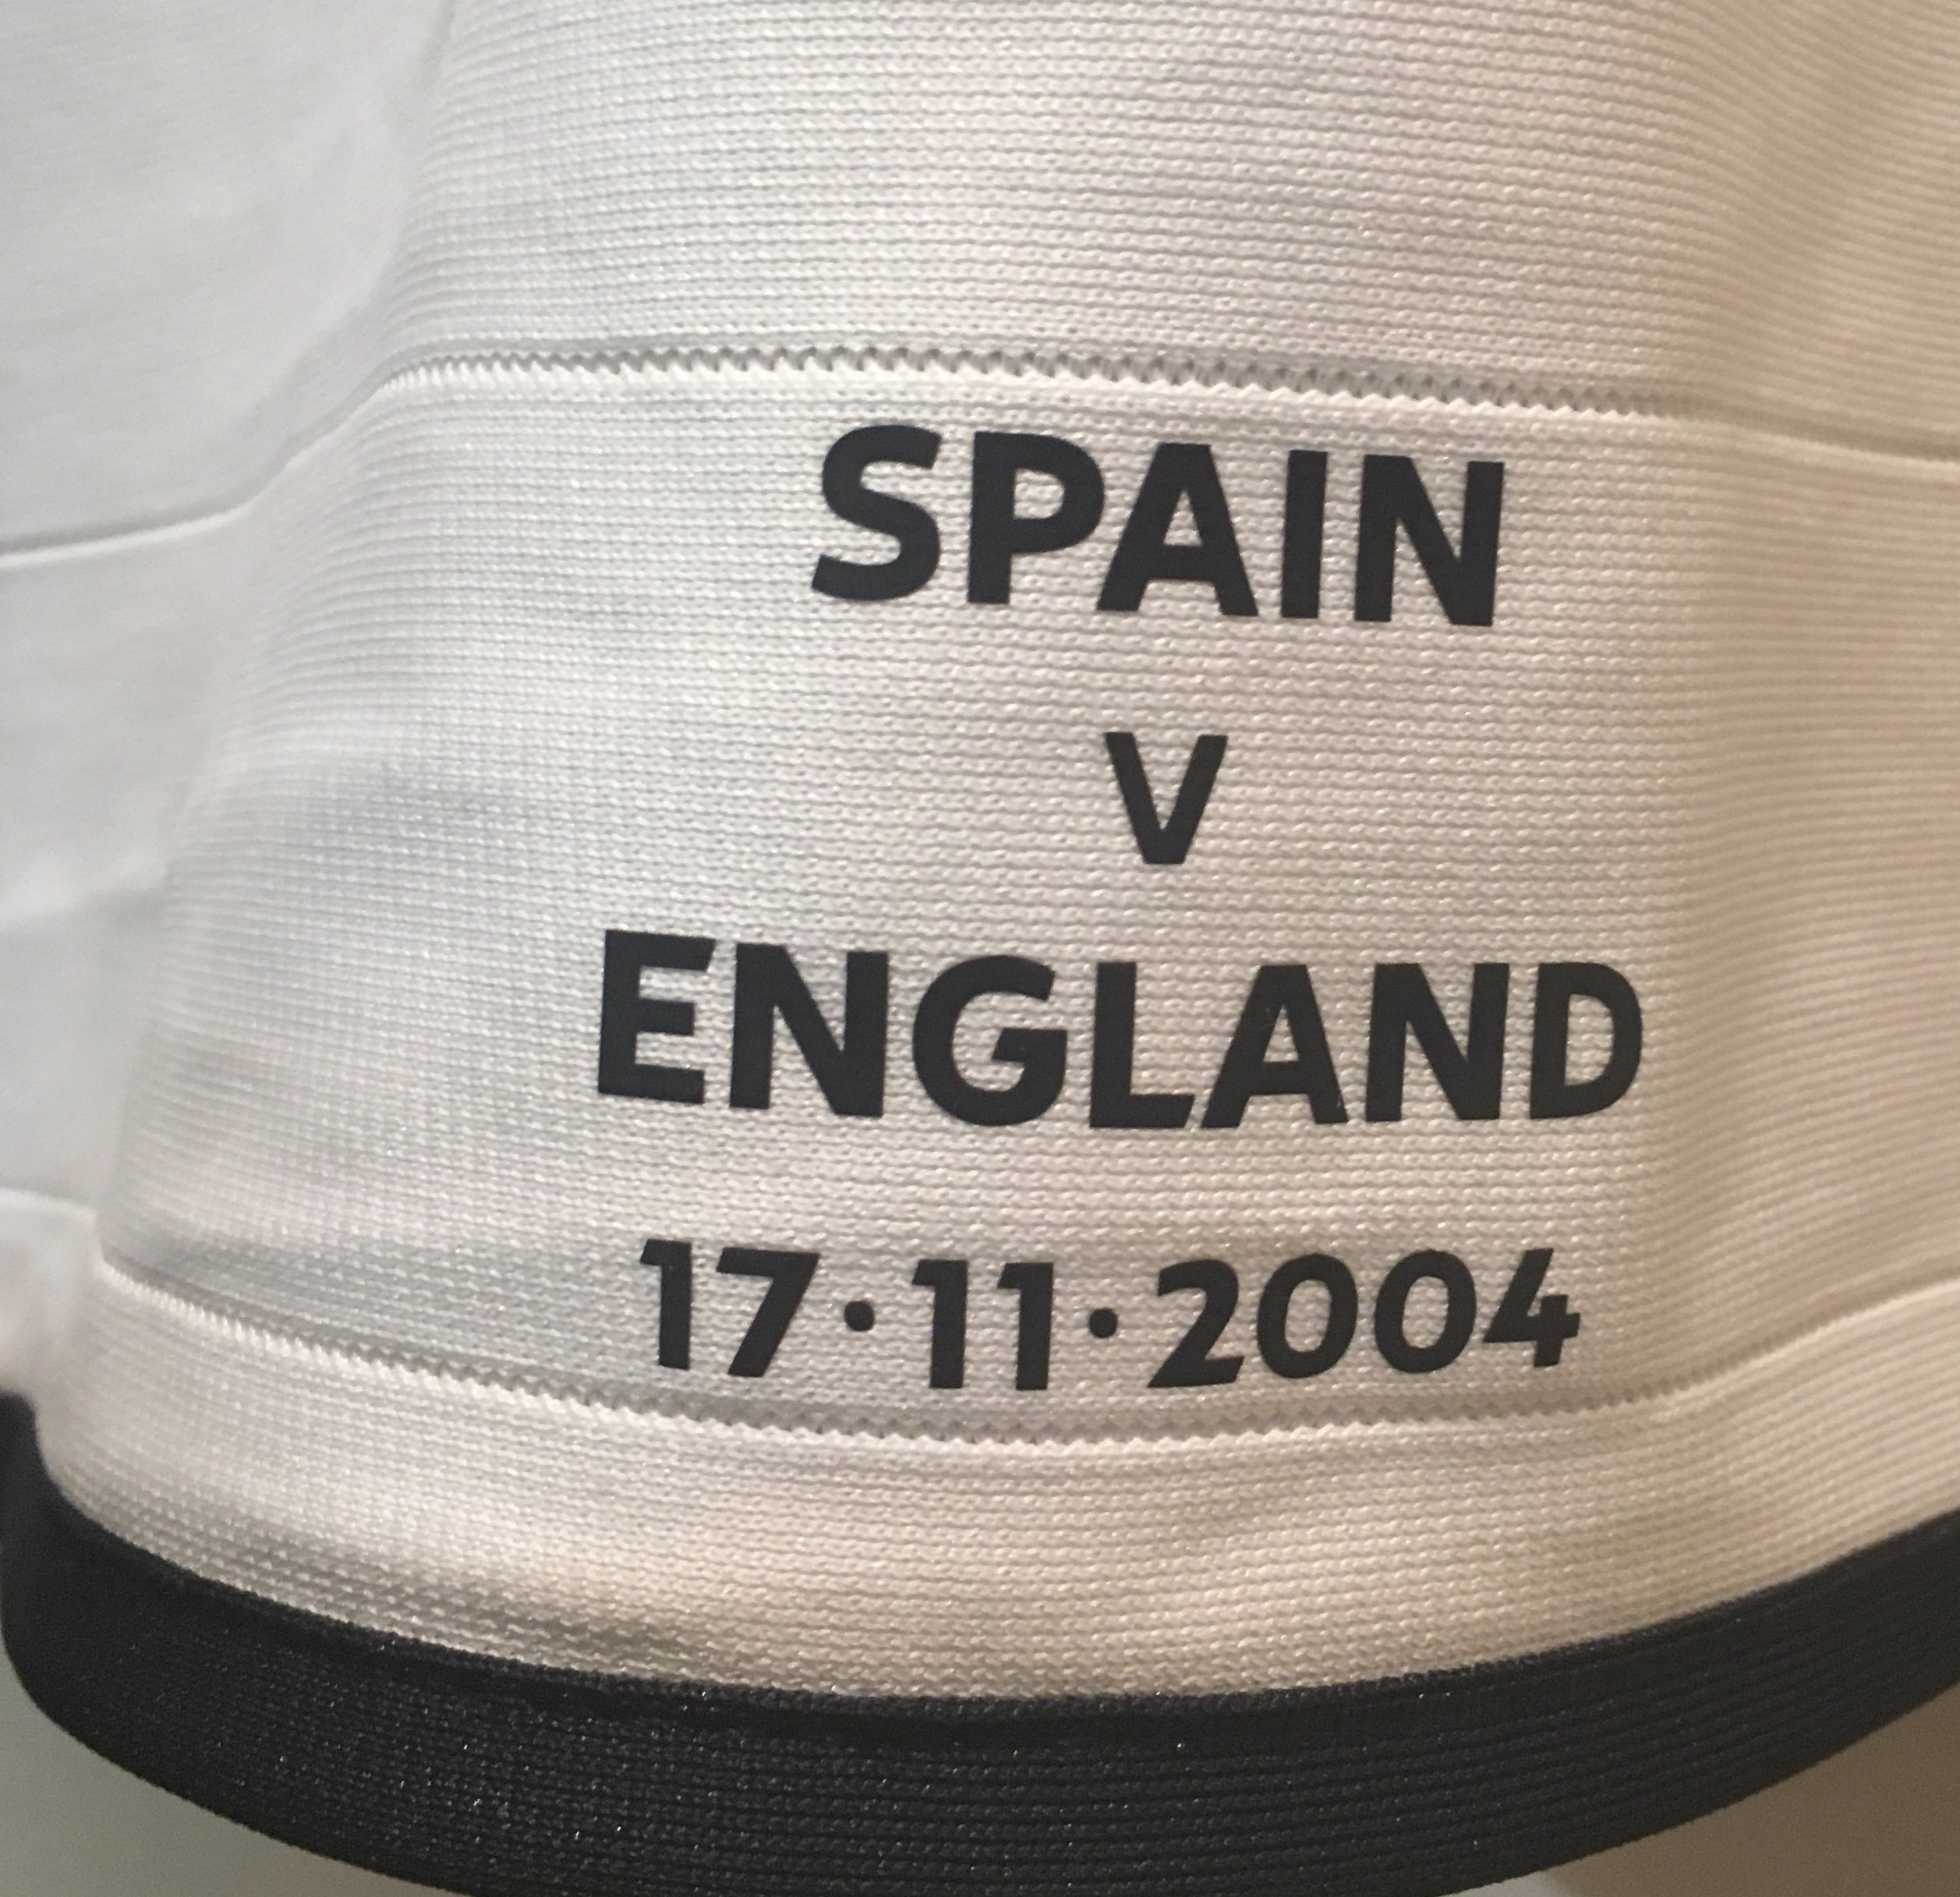 SPAIN
V
ENGLAND
17·11·2004